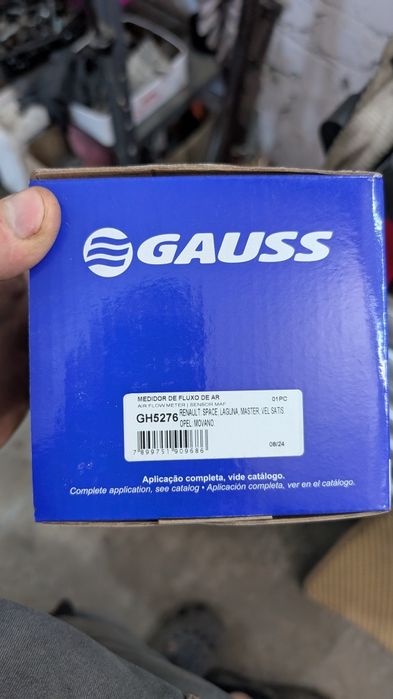 GAUSS
MEDIDOR DE FLUXO DE AR 01PC
AIR FLOW METER | SENSOR MAF
GH5276 RENAULT: SPACE, LAGUNA, MASTER, VEL SATIS
OPEL: MOVANO
08/24
7 899751 909686
Aplicação completa, vide catálogo.
Complete application, see catalog • Aplicación completa, ver en el catálogo.